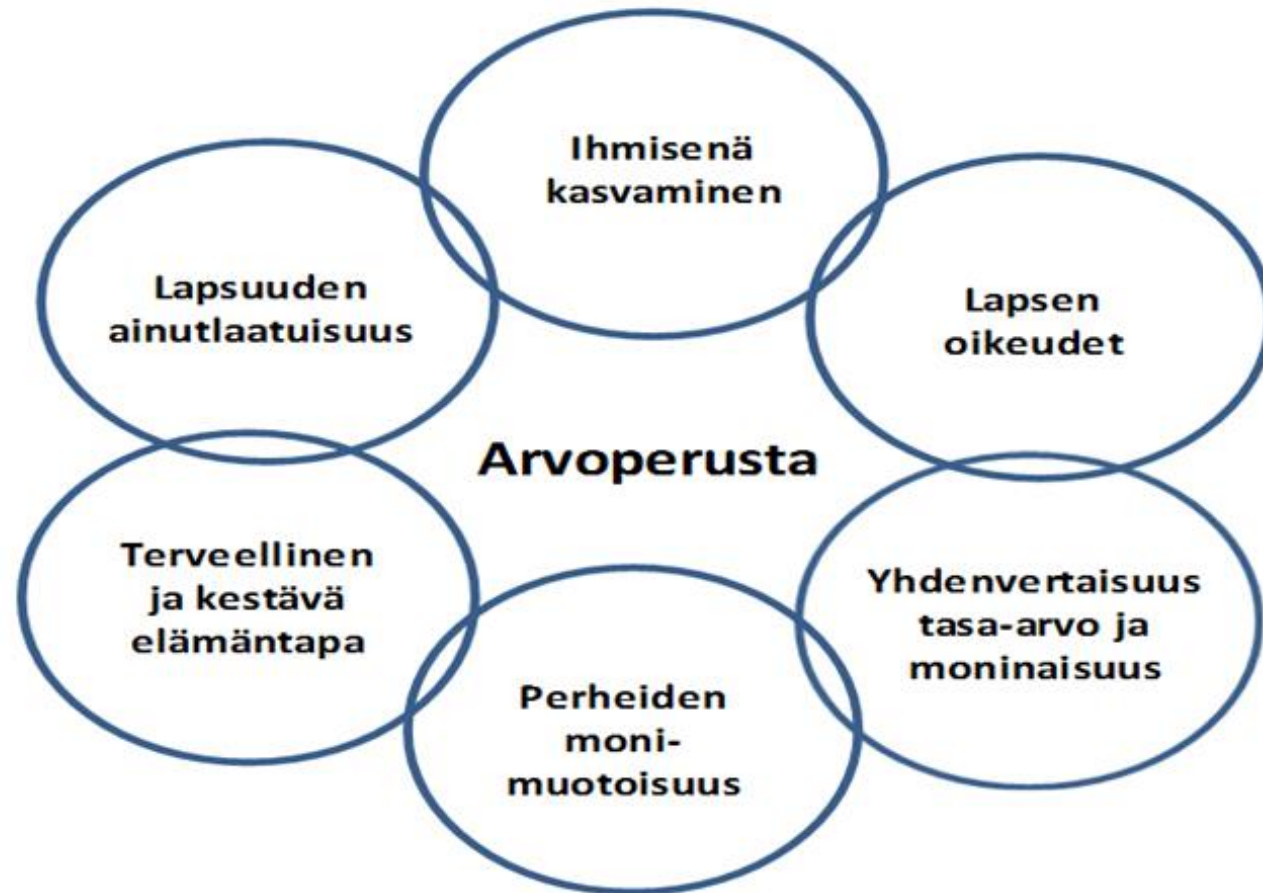 Ihmisenä
kasvaminen
Lapsuuden
ainutlaatuisuus
Lapsen
oikeudet
Arvoperusta
Terveellinen
ja kestävä
elämäntapa
Yhdenvertaisuus
tasa-arvo ja
moninaisuus
Perheiden
moni-
muotoisuus